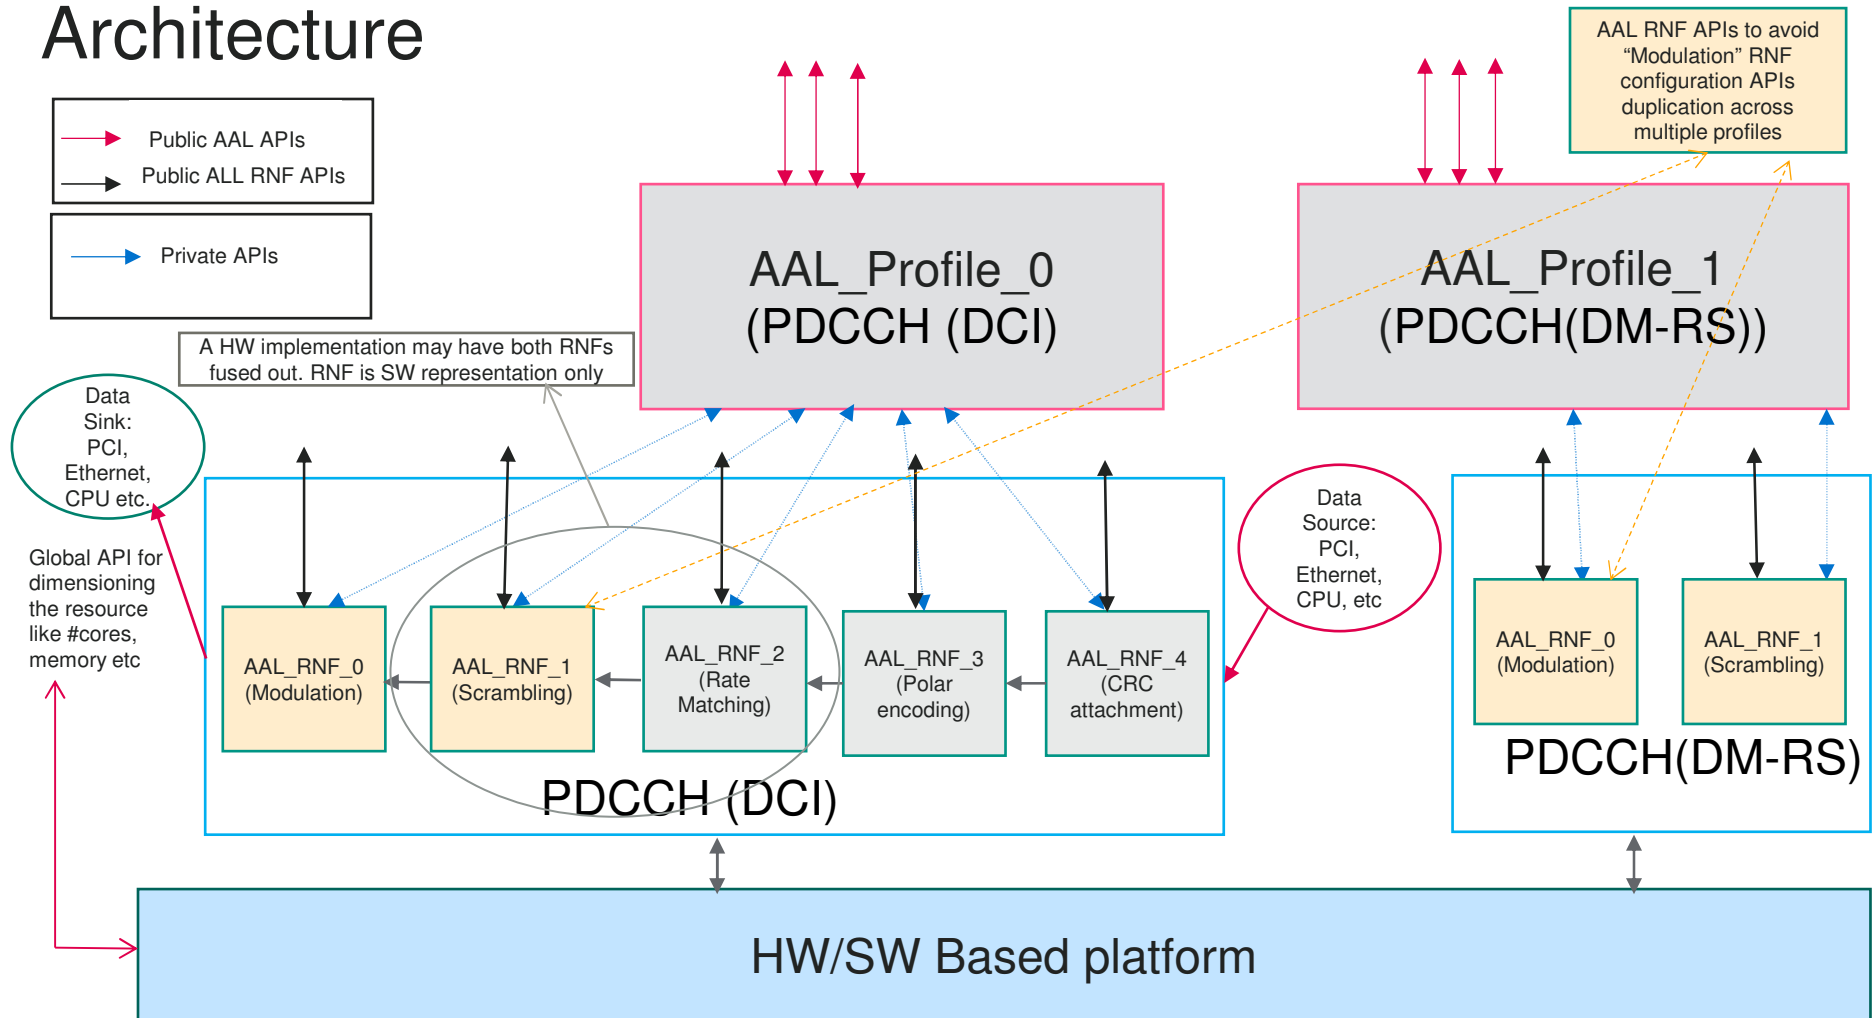 Architecture
Public AAL APIs
Public ALL RNF APIs
Private APIs
AAL RNF APIs to avoid
“Modulation” RNF
configuration APIs
duplication across
multiple profiles
AAL_Profile_0
(PDCCH (DCI)
AAL_Profile_1
(PDCCH(DM-RS))
A HW implementation may have both RNFs
fused out. RNF is SW representation only
Data
Sink:
PCI,
Ethernet,
CPU etc.
Data
Source:
PCI,
Ethernet,
CPU, etc
Global API for
dimensioning
the resource
like #cores,
memory etc
AAL_RNF_0
(Modulation)
AAL_RNF_1
(Scrambling)
AAL_RNF_2
(Rate
Matching)
AAL_RNF_3
(Polar
encoding)
AAL_RNF_4
(CRC
attachment)
PDCCH (DCI)
AAL_RNF_0
(Modulation)
AAL_RNF_1
(Scrambling)
PDCCH(DM-RS)
HW/SW Based platform